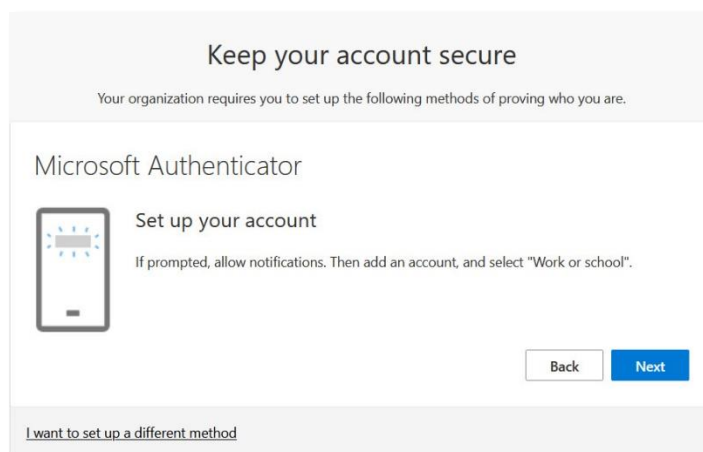 Keep your account secure
Your organization requires you to set up the following methods of proving who you are.
Microsoft Authenticator
Set up your account
If prompted, allow notifications. Then add an account, and select "Work or school".
Back
Next
I want to set up a different method